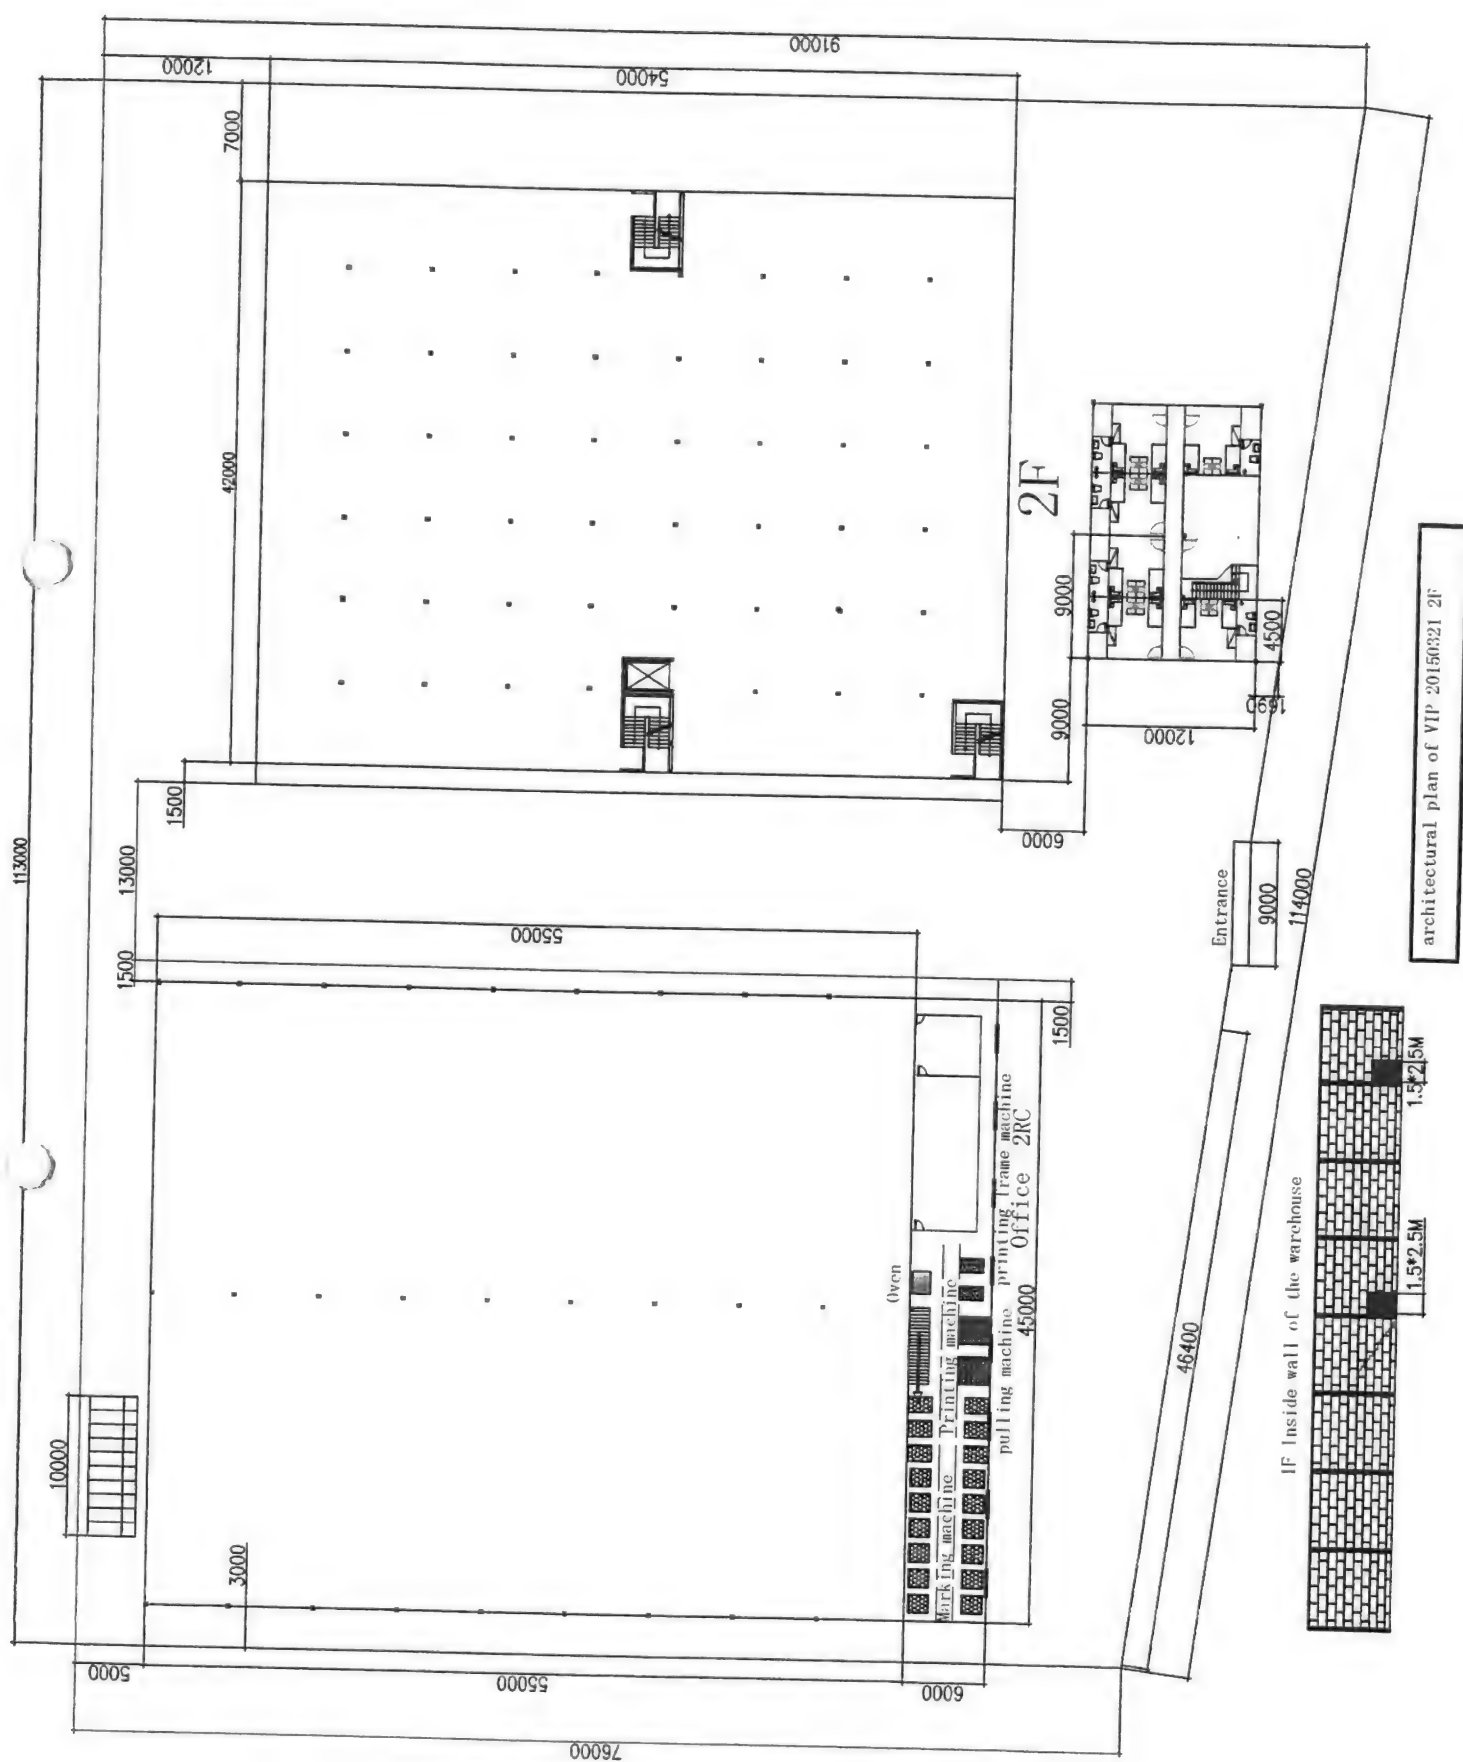 91000
12000
54000
7000
113000
42000
1500
13000
1500
55000
2F
9000
9000
4500
1690
12000
6000
Entrance
9000
114000
architectural plan of VIP 20150321 2F
1500
printing frame machine
Office 2RC
Oven
Printing machine
pulling machine
45000
Marking machine
10000
3000
5000
55000
6000
76000
46400
1F Inside wall of the warehouse
1.5*2.5M
1.5*2.5M